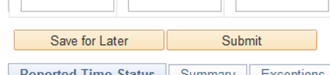 Save for Later Submit
Reported Time Status Summary Exceptions